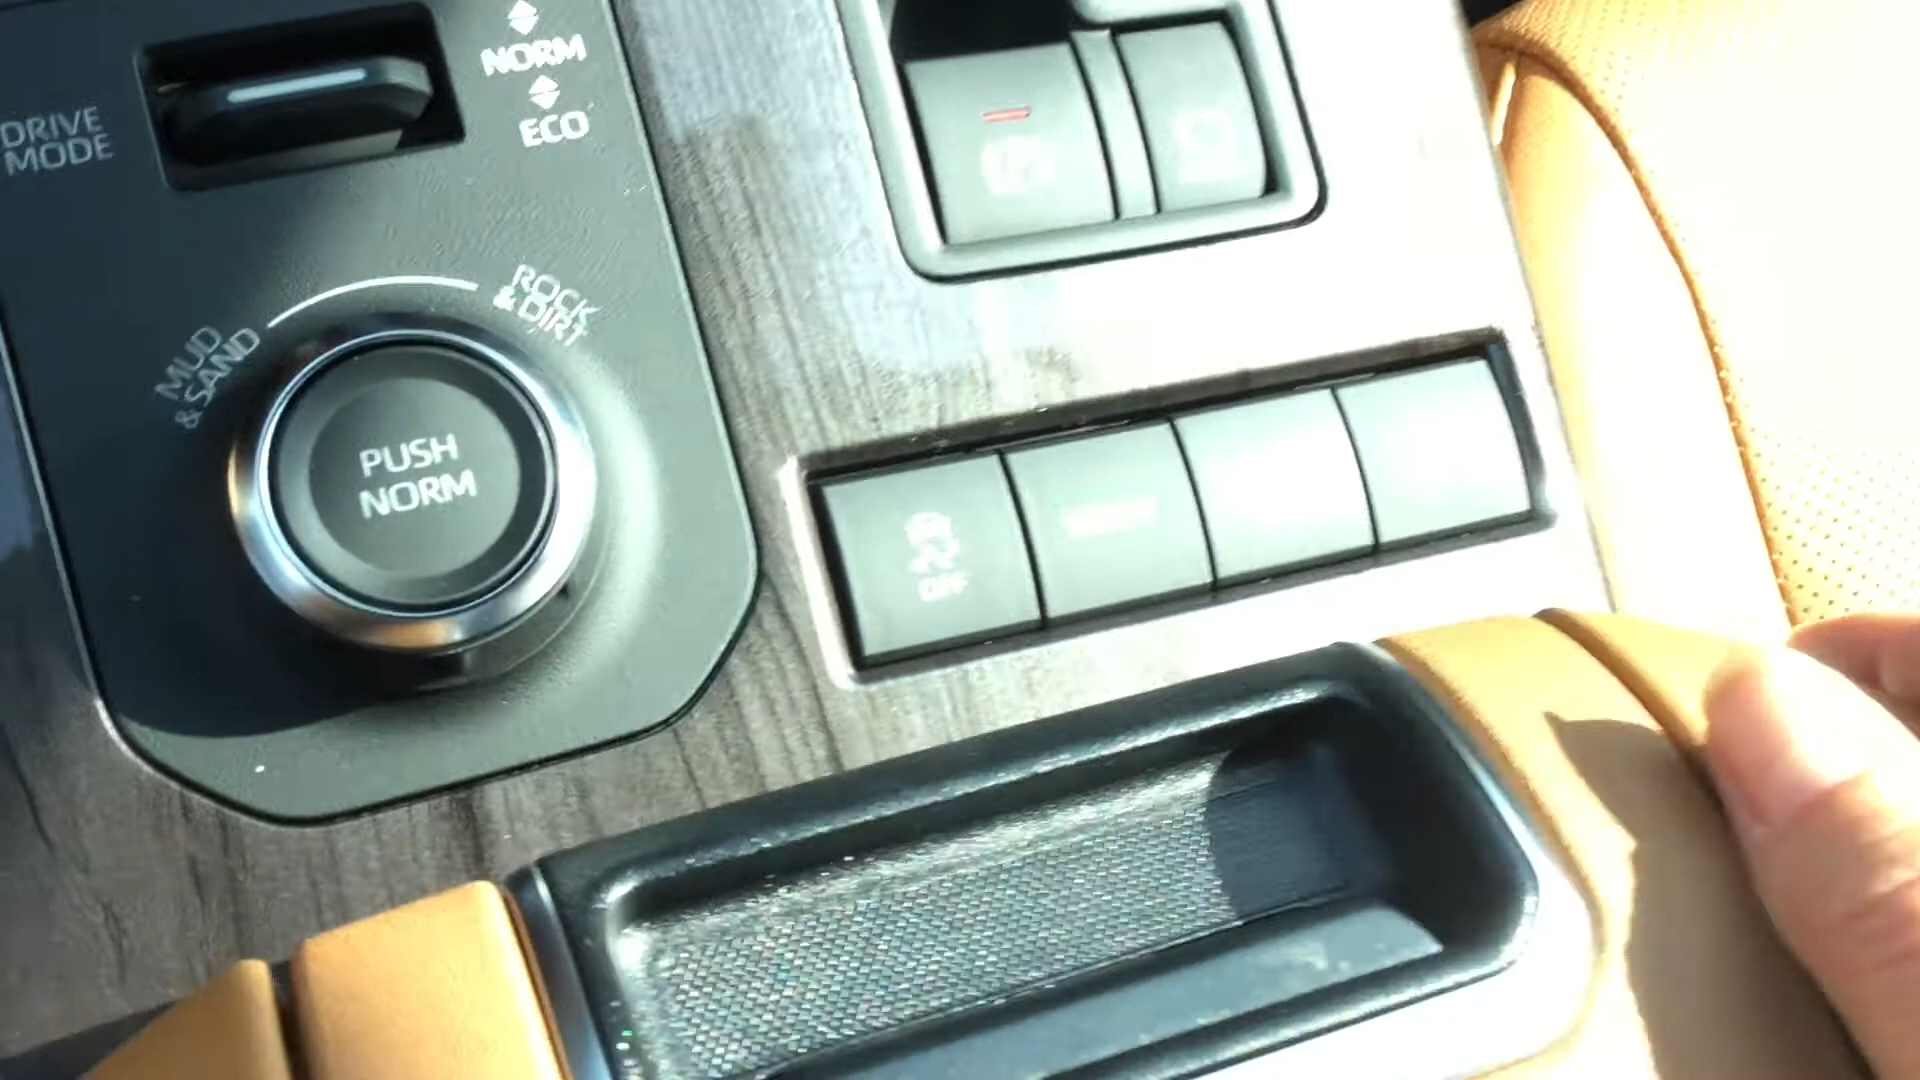 NORM
ECO
DRIVE
MODE
ROCK
& DIRT
MUD
& SAND
PUSH
NORM
OFF